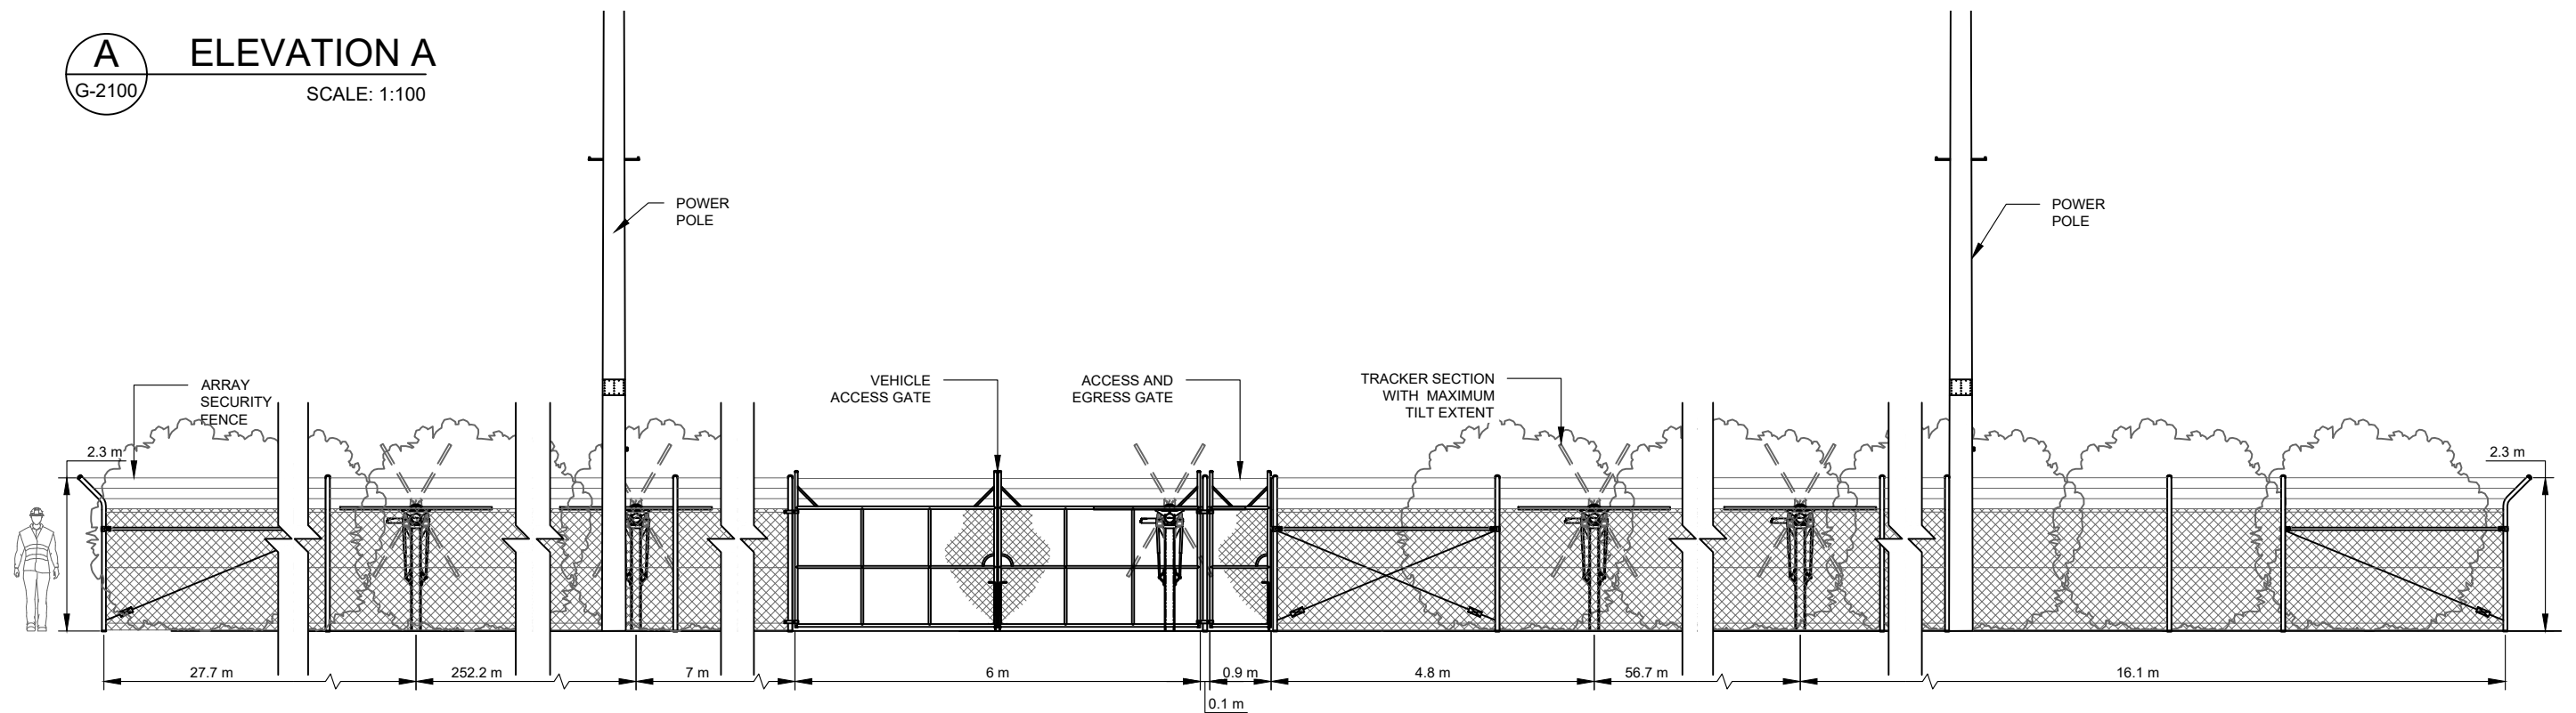 A
G-2100
ELEVATION A
SCALE: 1:100
POWER
POLE
POWER
POLE
ARRAY
SECURITY
FENCE
VEHICLE
ACCESS GATE
ACCESS AND
EGRESS GATE
TRACKER SECTION
WITH MAXIMUM
TILT EXTENT
2.3 m
2.3 m
27.7 m
252.2 m
7 m
6 m
0.9 m
4.8 m
56.7 m
16.1 m
0.1 m